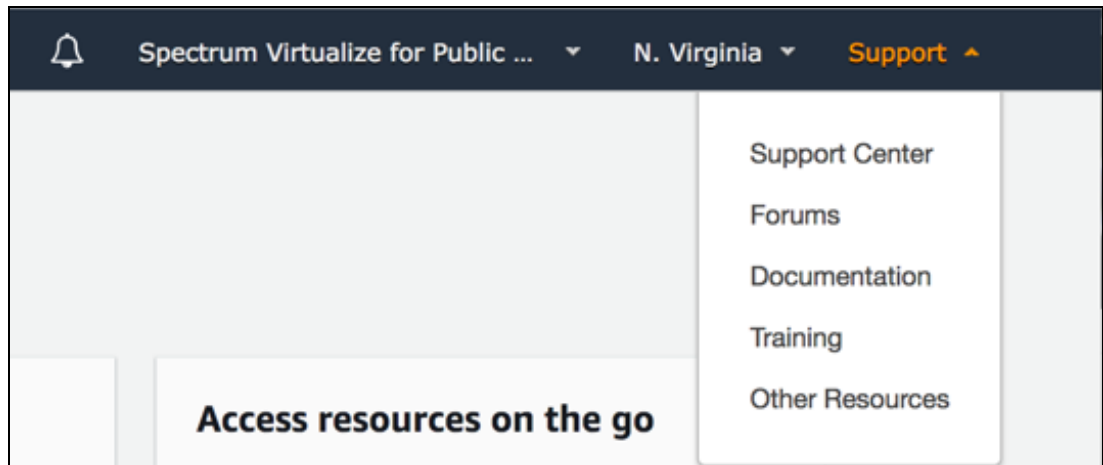 Spectrum Virtualize for Public ... N. Virginia Support
Support Center
Forums
Documentation
Training
Other Resources
Access resources on the go